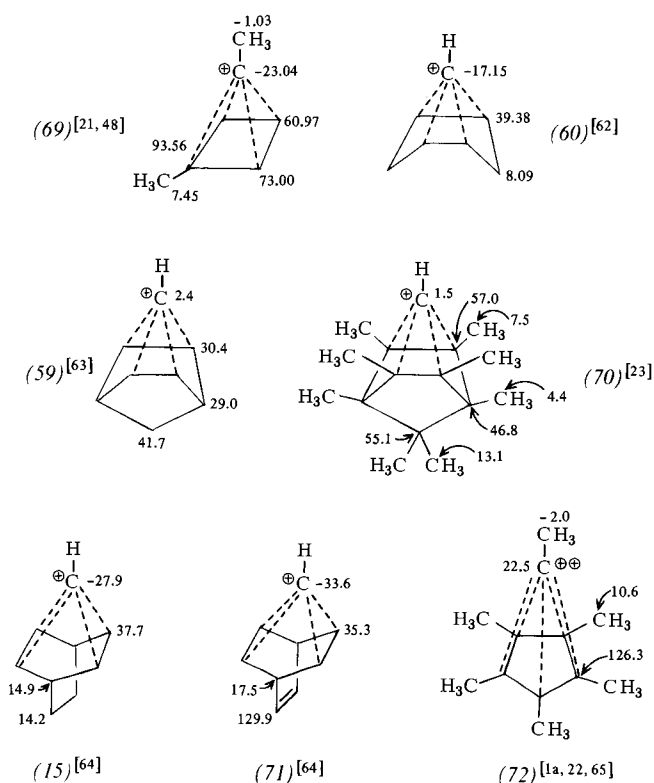 -1.03
CH₃
⊕C -23.04
(69)[21, 48]
60.97
93.56
H₃C
7.45
73.00
H
⊕C -17.15
39.38
(60)[62]
8.09
H
⊕C 2.4
(59)[63]
30.4
29.0
41.7
H
⊕C 1.5
57.0
H₃C
CH₃
7.5
H₃C
CH₃
(70)[23]
H₃C
CH₃
4.4
46.8
55.1
H₃C
CH₃
13.1
H
⊕C -27.9
37.7
14.9
14.2
(15)[64]
H
⊕C -33.6
35.3
17.5
129.9
(71)[64]
-2.0
CH₃
22.5 C⊕⊕
10.6
H₃C
CH₃
126.3
H₃C
CH₃
CH₃
(72)[1a, 22, 65]